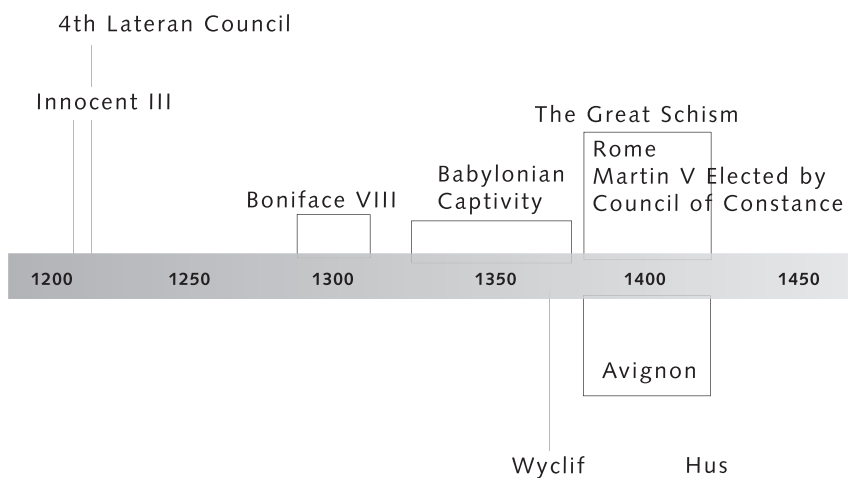 4th Lateran Council
Innocent III
The Great Schism
Rome
Martin V Elected by
Council of Constance
Babylonian
Captivity
Boniface VIII
1200 1250 1300 1350 1400 1450
Avignon
Wyclif Hus